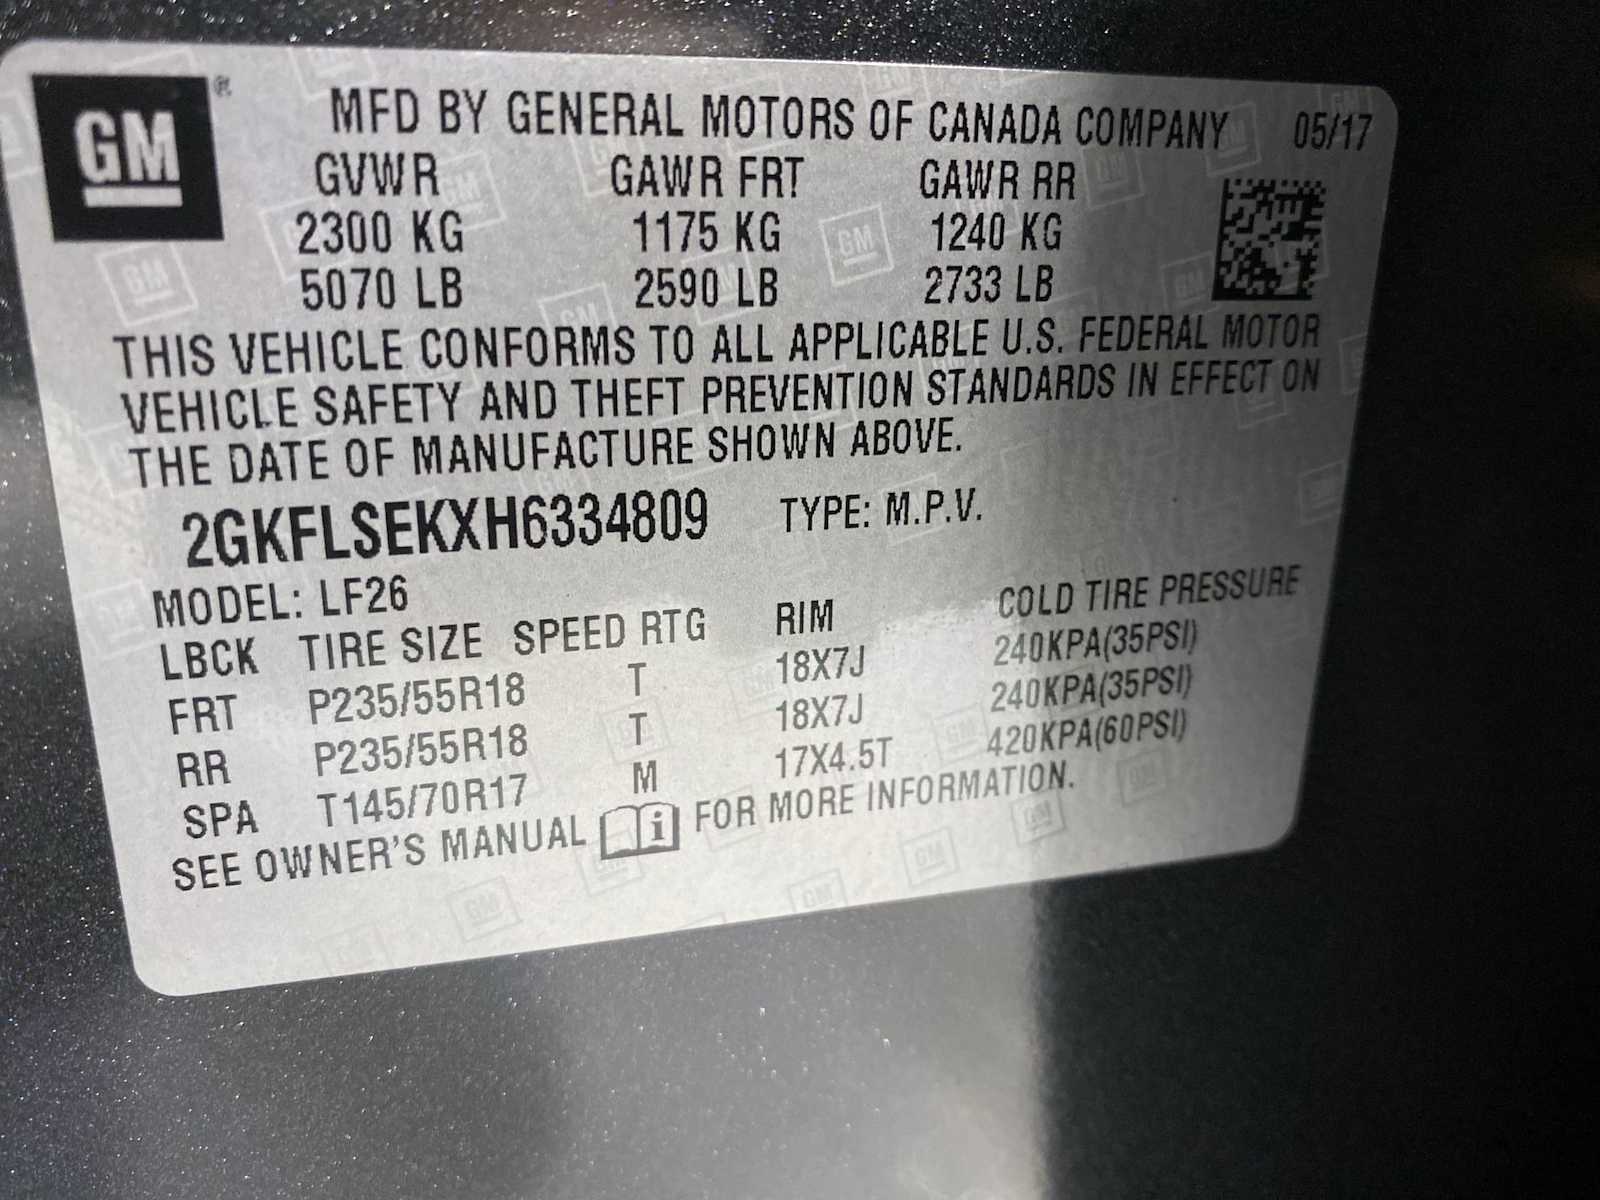 GM ® MFD BY GENERAL MOTORS OF CANADA COMPANY 05/17
GVWR GAWR FRT GAWR RR
2300 KG 1175 KG 1240 KG
5070 LB 2590 LB 2733 LB
THIS VEHICLE CONFORMS TO ALL APPLICABLE U.S. FEDERAL MOTOR
VEHICLE SAFETY AND THEFT PREVENTION STANDARDS IN EFFECT ON
THE DATE OF MANUFACTURE SHOWN ABOVE.
2GKFLSEKXH6334809 TYPE: M.P.V.
MODEL: LF26
LBCK TIRE SIZE SPEED RTG RIM COLD TIRE PRESSURE
FRT P235/55R18 T 18X7J 240KPA(35PSI)
RR P235/55R18 T 18X7J 240KPA(35PSI)
SPA T145/70R17 M 17X4.5T 420KPA(60PSI)
SEE OWNER'S MANUAL i FOR MORE INFORMATION.